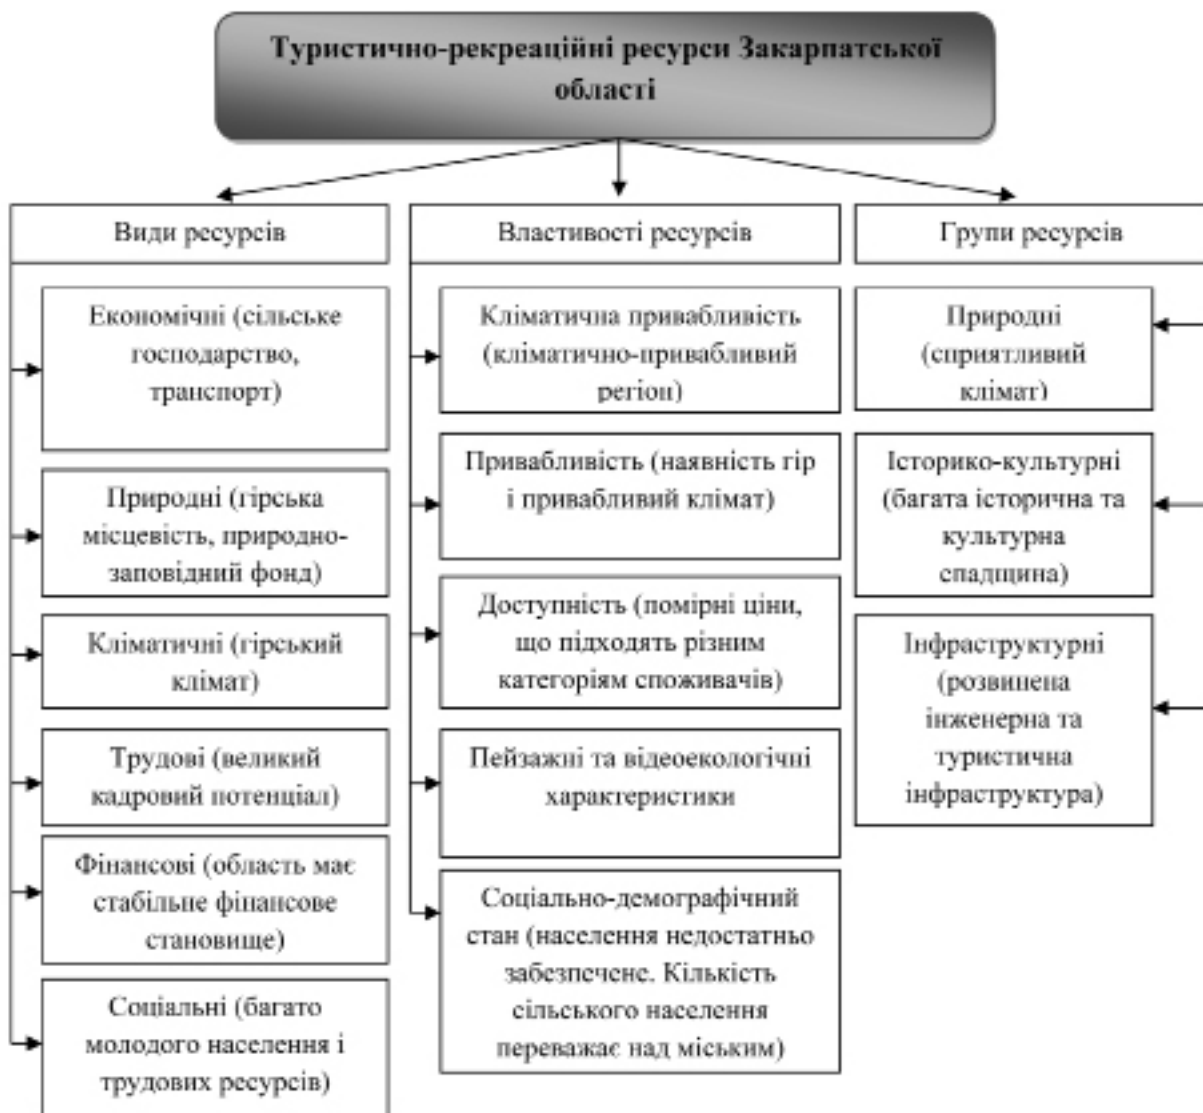 Туристично-рекреаційні ресурси Закарпатської
області
Види ресурсів
Економічні (сільське
господарство,
транспорт)
Природні (гірська
місцевість, природно-
заповідний фонд)
Кліматичні (гірський
клімат)
Трудові (великий
кадровий потенціал)
Фінансові (область має
стабільне фінансове
становище)
Соціальні (багато
молодого населення і
трудових ресурсів)
Властивості ресурсів
Кліматична привабливість
(кліматично-привабливий
регіон)
Привабливість (наявність гір
і привабливий клімат)
Доступність (помірні ціни,
що підходять різним
категоріям споживачів)
Пейзажні та відеоекологічні
характеристики
Соціально-демографічний
стан (населення недостатньо
забезпечене. Кількість
сільського населення
переважає над міським)
Групи ресурсів
Природні
(сприятливий
клімат)
Історико-культурні
(багата історична та
культурна
спадщина)
Інфраструктурні
(розвинена
інженерна та
туристична
інфраструктура)